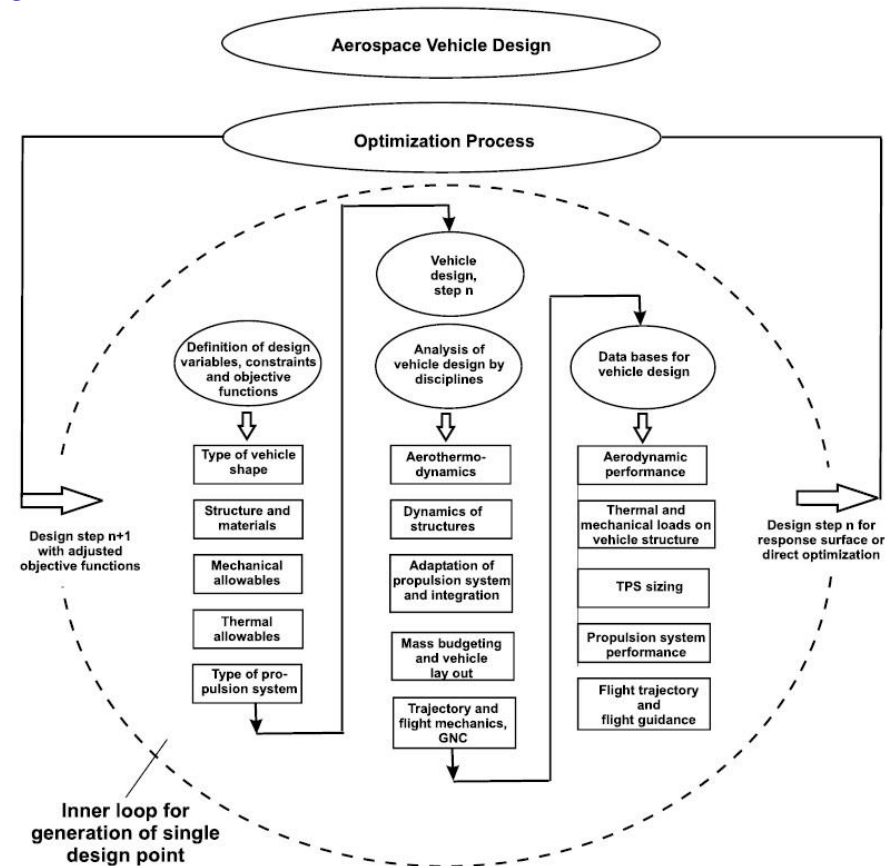 Aerospace Vehicle Design
Optimization Process
Vehicle
design,
step n
Definition of design
variables, constraints
and objective
functions
Analysis of
vehicle design by
disciplines
Data bases for
vehicle design
Type of vehicle
shape
Structure and
materials
Mechanical
allowables
Thermal
allowables
Type of pro-
pulsion system
Aerothermo-
dynamics
Dynamics of
structures
Adaptation of
propulsion system
and integration
Mass budgeting
and vehicle
lay out
Trajectory and
flight mechanics,
GNC
Aerodynamic
performance
Thermal and
mechanical loads on
vehicle structure
TPS sizing
Propulsion system
performance
Flight trajectory
and
flight guidance
Design step n+1
with adjusted
objective functions
Design step n for
response surface or
direct optimization
Inner loop for
generation of single
design point